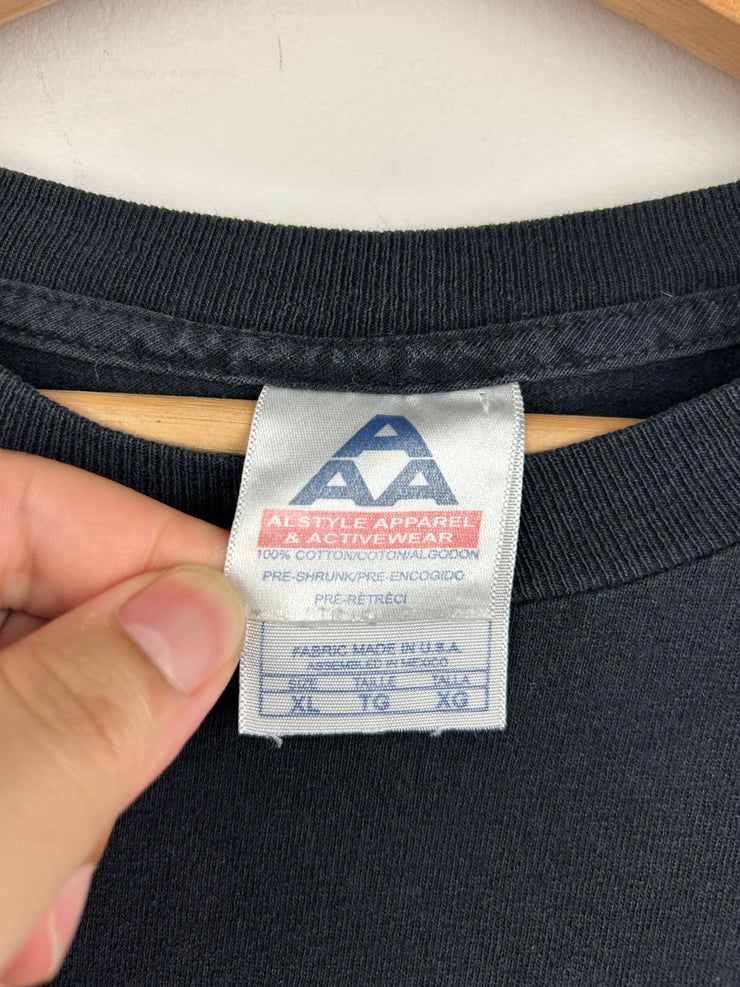 A
AAA
ALSTYLE APPAREL
& ACTIVEWEAR
100% COTTON/COTON/ALGODON
PRE-SHRUNK/PRE-ENCOGIDO
PRÉ-RÉTRÉCI
FABRIC MADE IN U.S.A.
ASSEMBLED IN MEXICO
SIZE TAILLE TALLA
XL TG XG